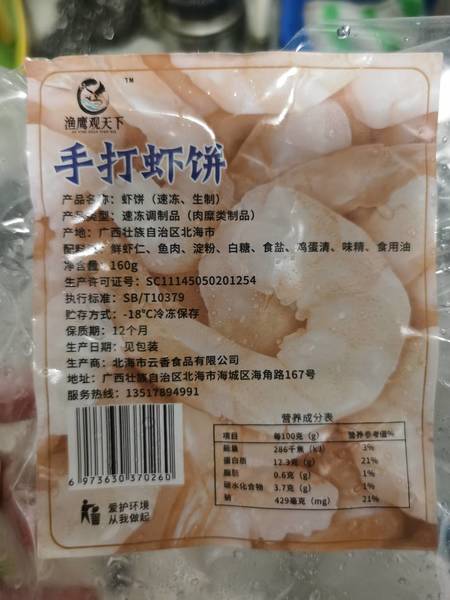 TM
渔鹰观天下
手打虾饼
产品名称：虾饼（速冻、生制）
产品类型：速冻调制品（肉糜类制品）
产地：广西壮族自治区北海市
配料：鲜虾仁、鱼肉、淀粉、白糖、食盐、鸡蛋清、味精、食用油
净含量：160g
生产许可证号：SC11145050201254
执行标准：SB/T10379
贮存方式：-18℃冷冻保存
保质期：12个月
生产日期：见包装
生产商：北海市云香食品有限公司
地址：广西壮族自治区北海市海城区海角路167号
服务热线：13517894991
营养成分表
项目 每100克（g） 营养参考值%
能量 286千焦（kJ） 3%
蛋白质 12.3克（g） 21%
脂肪 0.6克（g） 1%
碳水化合物 3.7克（g） 1%
钠 429毫克（mg） 21%
6 973630 370260
爱护环境
从我做起